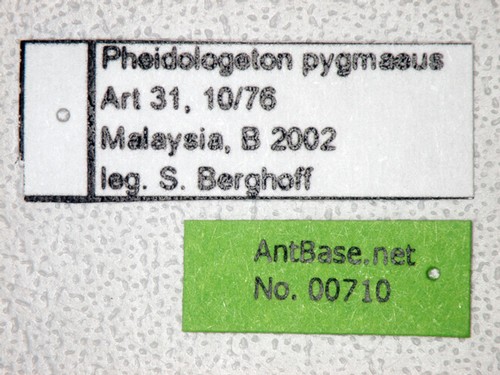 Pheidologeton pygmaeus
Art 31, 10/76
Malaysia, B 2002
leg. S. Berghoff
AntBase.net
No. 00710